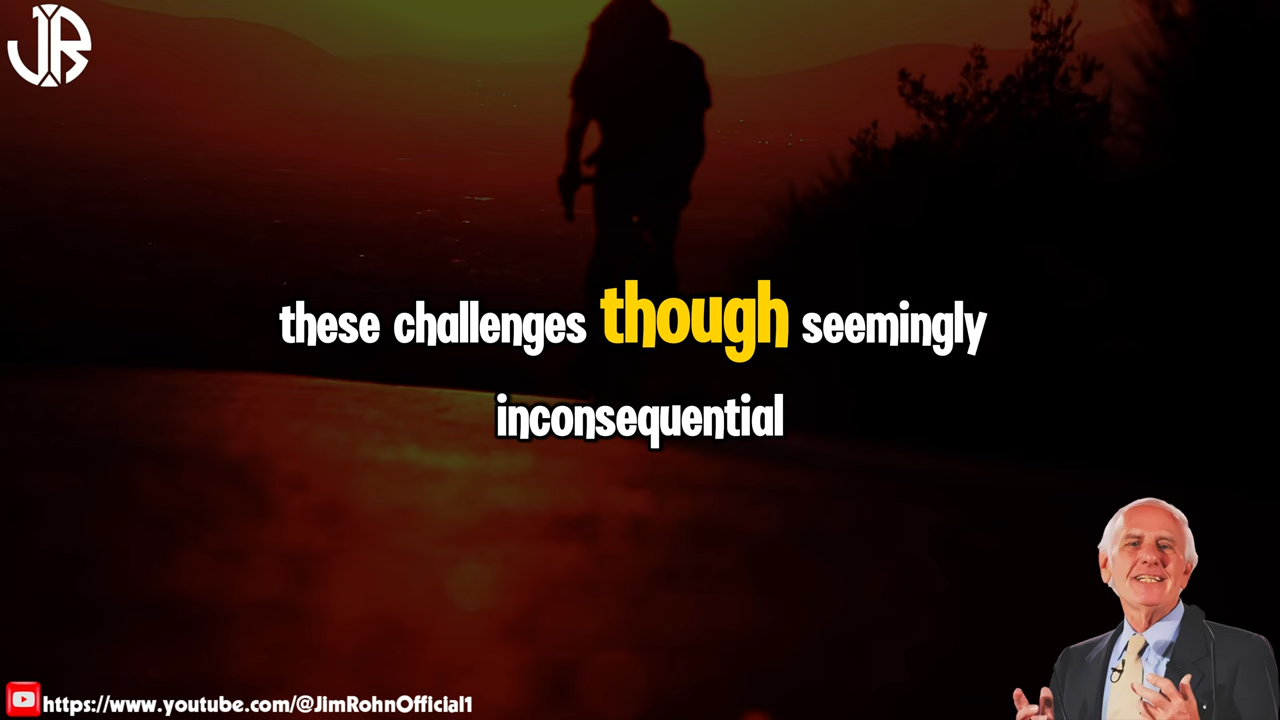 JR
these challenges though seemingly
inconsequential
https://www.youtube.com/@JimRohnOfficial1